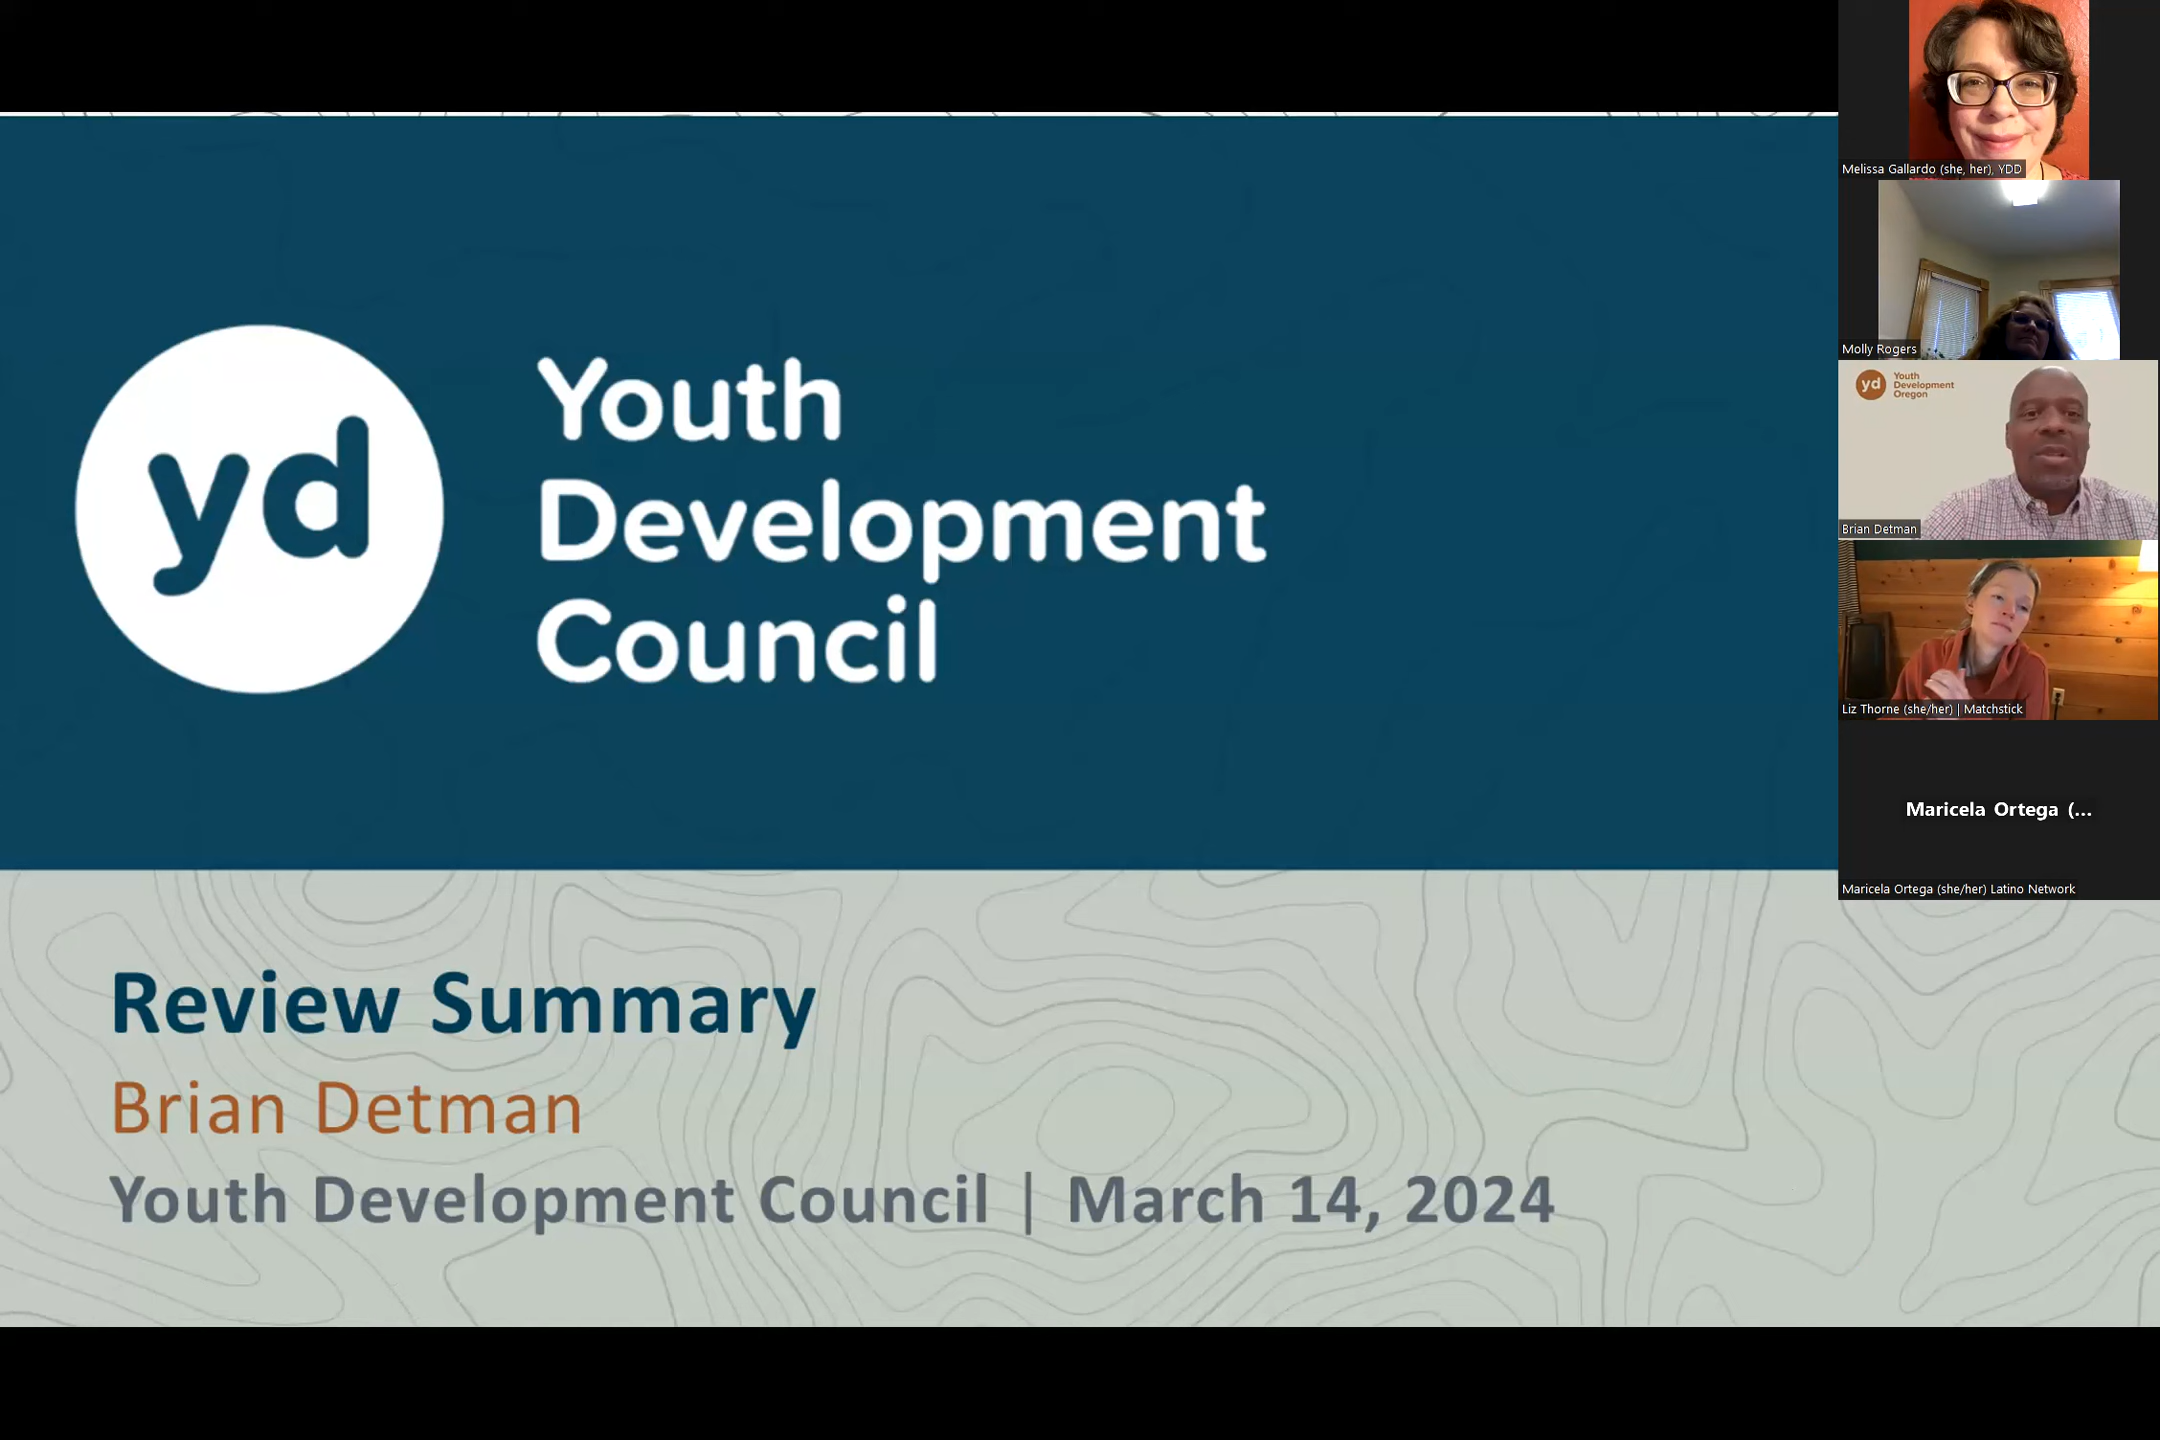 yd
Youth
Development
Council
Review Summary
Brian Detman
Youth Development Council | March 14, 2024
Melissa Gallardo (she, her), YDD
Molly Rogers
yd
Youth
Development
Oregon
Brian Detman
Liz Thorne (she/her) | Matchstick
Maricela Ortega (...
Maricela Ortega (she/her) Latino Network